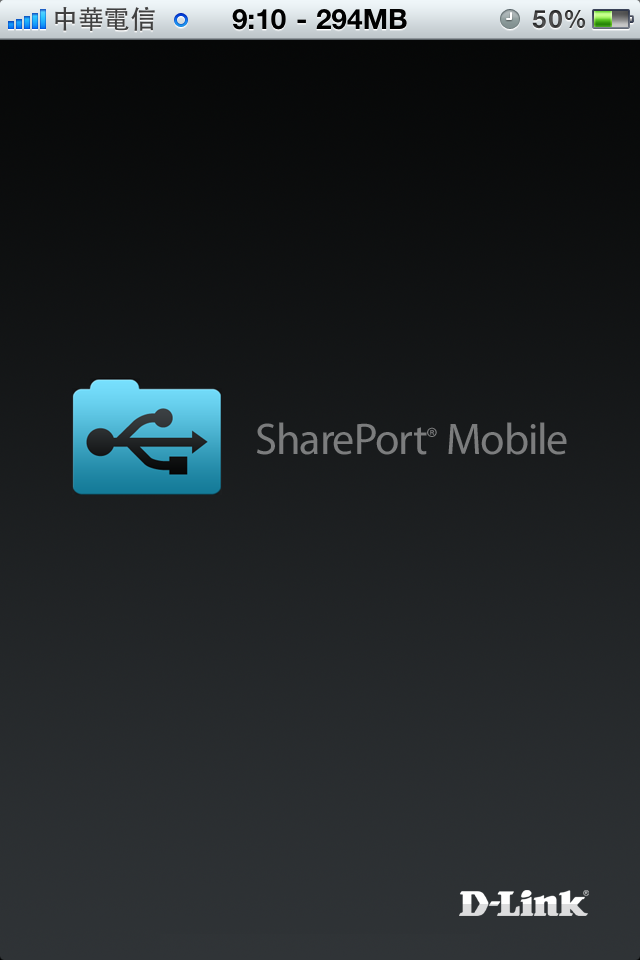 中華電信 9:10 - 294MB 50%
SharePort® Mobile
D-Link®